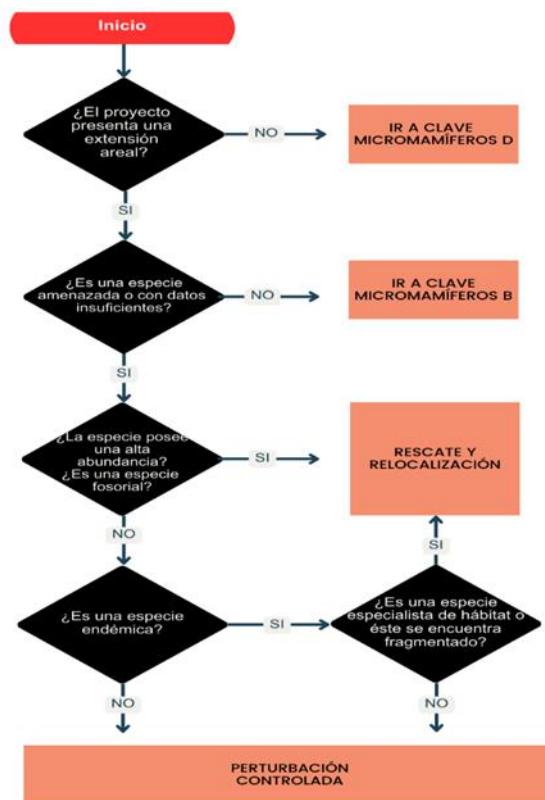 Inicio
¿El proyecto
presenta una
extensión
areal?
NO
IR A CLAVE
MICROMAMÍFEROS D
SI
¿Es una especie
amenazada o con datos
insuficientes?
NO
IR A CLAVE
MICROMAMÍFEROS B
SI
¿La especie posee
una alta
abundancia?
¿Es una especie
fosorial?
SI
RESCATE Y
RELOCALIZACIÓN
NO
SI
¿Es una especie
endémica?
SI
¿Es una especie
especialista de hábitat o
éste se encuentra
fragmentado?
NO
NO
PERTURBACIÓN
CONTROLADA